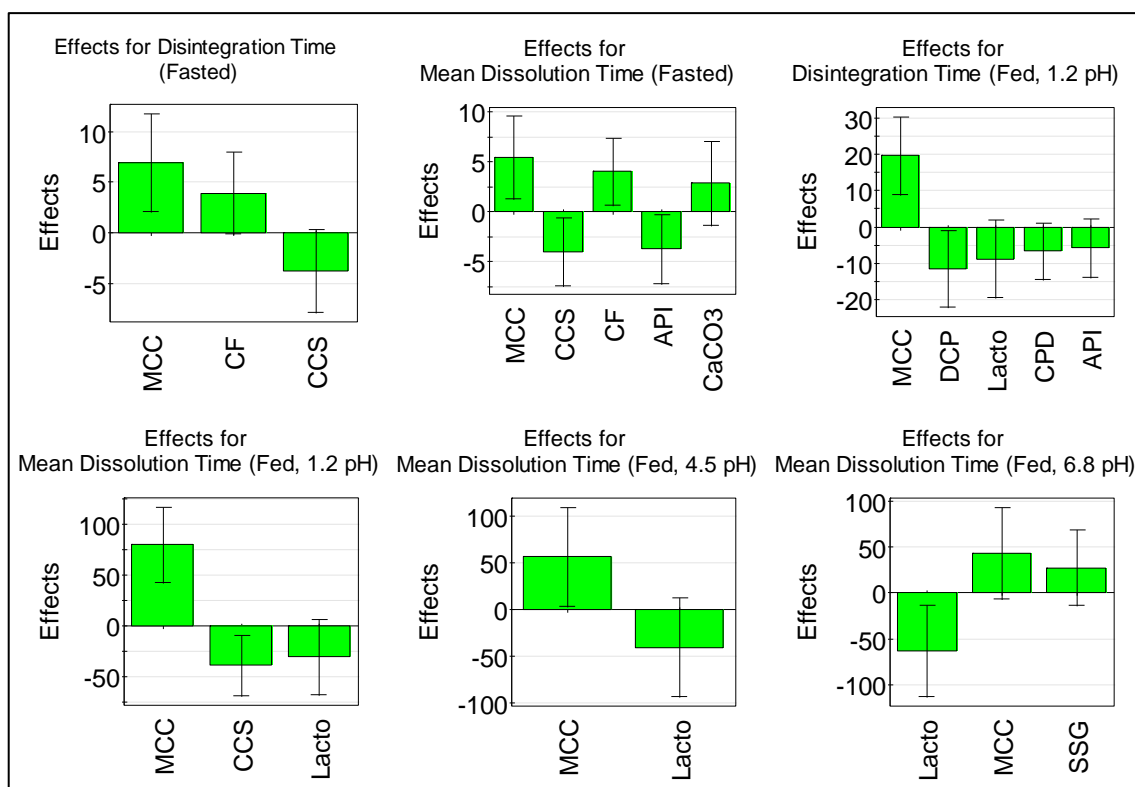 Effects for Disintegration Time
(Fasted)
Effects
10
5
0
-5
MCC
CF
CCS
Effects for
Mean Dissolution Time (Fasted)
Effects
10
5
0
-5
MCC
CCS
CF
API
CaCO3
Effects for
Disintegration Time (Fed, 1.2 pH)
Effects
30
20
10
0
-10
-20
MCC
DCP
Lacto
CPD
API
Effects for
Mean Dissolution Time (Fed, 1.2 pH)
Effects
100
50
0
-50
MCC
CCS
Lacto
Effects for
Mean Dissolution Time (Fed, 4.5 pH)
Effects
100
50
0
-50
-100
MCC
Lacto
Effects for
Mean Dissolution Time (Fed, 6.8 pH)
Effects
100
50
0
-50
-100
Lacto
MCC
SSG